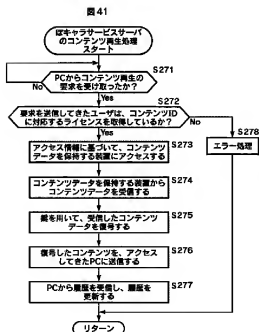 図41
ぽキャラサービスサーバ
のコンテンツ再生処理
スタート
S271
PCからコンテンツ再生の
要求を受け取ったか？
No
Yes
S272
要求を送信してきたユーザは、コンテンツID
に対応するライセンスを取得しているか？
No
Yes
S273
アクセス情報に基づいて、コンテンツ
データを保持する装置にアクセスする
S278
エラー処理
S274
コンテンツデータを保持する装置から
コンテンツデータを受信する
S275
鍵を用いて、受信したコンテンツ
データを復号する
S276
復号したコンテンツを、アクセス
してきたPCに送信する
S277
PCから履歴を受信し、履歴を
更新する
リターン